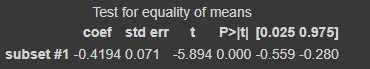 Test for equality of means
coef std err t P>|t| [0.025 0.975]
subset #1 -0.4194 0.071 -5.894 0.000 -0.559 -0.280